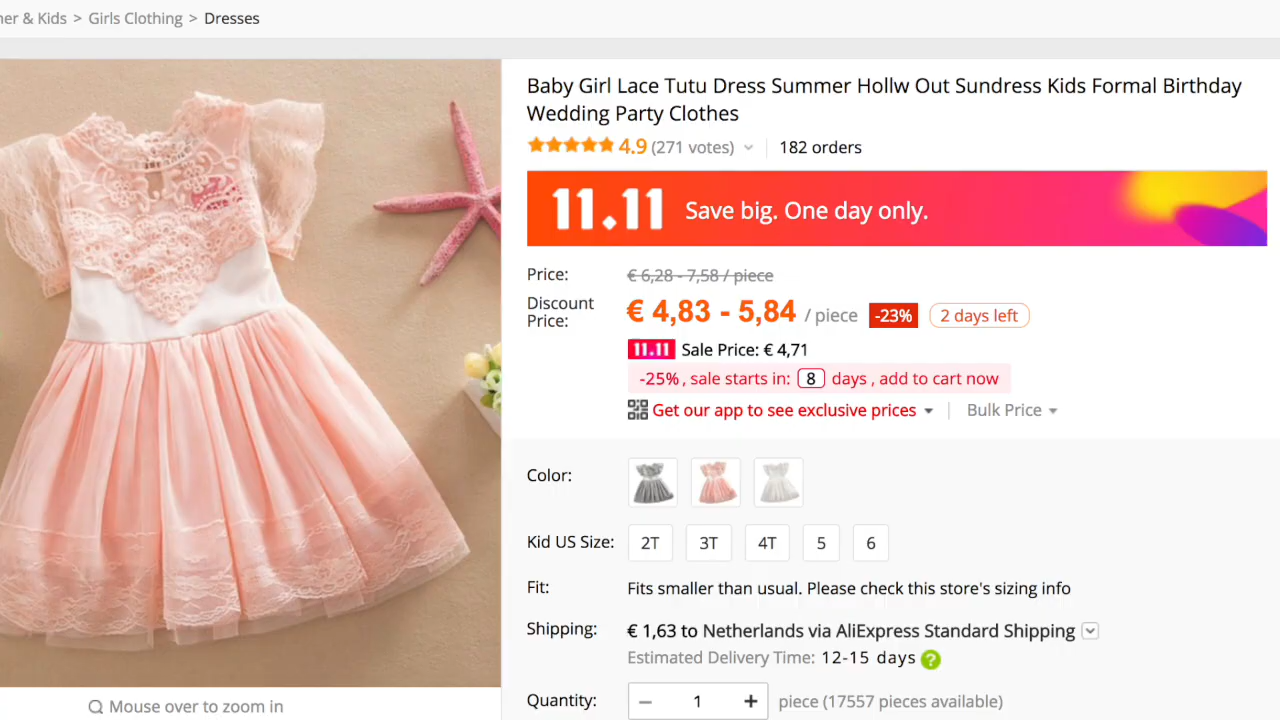 ner & Kids > Girls Clothing > Dresses
Baby Girl Lace Tutu Dress Summer Hollw Out Sundress Kids Formal Birthday
Wedding Party Clothes
4.9 (271 votes) 182 orders
11.11 Save big. One day only.
Price: € 6,28 - 7,58 / piece
Discount Price: € 4,83 - 5,84 / piece -23% 2 days left
11.11 Sale Price: € 4,71
-25% , sale starts in: 8 days , add to cart now
Get our app to see exclusive prices Bulk Price
Color:
Kid US Size: 2T 3T 4T 5 6
Fit: Fits smaller than usual. Please check this store's sizing info
Shipping: € 1,63 to Netherlands via AliExpress Standard Shipping
Estimated Delivery Time: 12-15 days ?
Quantity: − 1 + piece (17557 pieces available)
Mouse over to zoom in